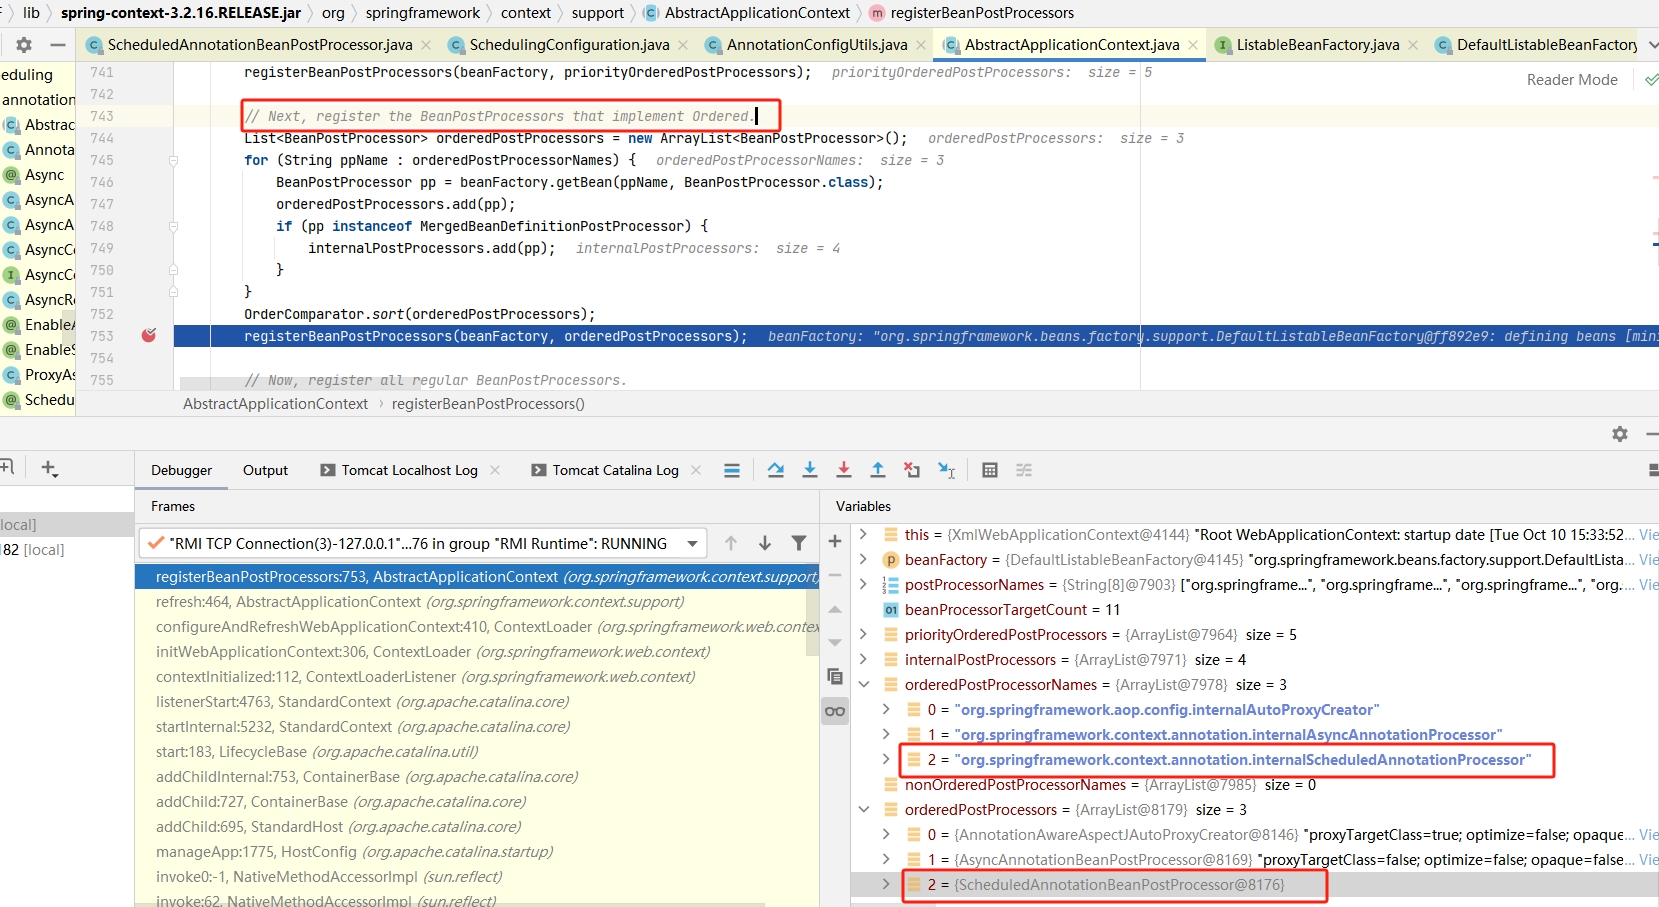 lib spring-context-3.2.16.RELEASE.jar org springframework context support AbstractApplicationContext registerBeanPostProcessors
ScheduledAnnotationBeanPostProcessor.java SchedulingConfiguration.java AnnotationConfigUtils.java AbstractApplicationContext.java ListableBeanFactory.java DefaultListableBeanFactory
eduling
annotation
Abstrac
Annota
Async
AsyncA
AsyncA
AsyncCo
AsyncCo
AsyncRe
EnableA
EnableS
ProxyAs
Schedu
Reader Mode
741 registerBeanPostProcessors(beanFactory, priorityOrderedPostProcessors); priorityOrderedPostProcessors: size = 5
742
743 // Next, register the BeanPostProcessors that implement Ordered.
744 List<BeanPostProcessor> orderedPostProcessors = new ArrayList<BeanPostProcessor>(); orderedPostProcessors: size = 3
745 for (String ppName : orderedPostProcessorNames) { orderedPostProcessorNames: size = 3
746 BeanPostProcessor pp = beanFactory.getBean(ppName, BeanPostProcessor.class);
747 orderedPostProcessors.add(pp);
748 if (pp instanceof MergedBeanDefinitionPostProcessor) {
749 internalPostProcessors.add(pp); internalPostProcessors: size = 4
750 }
751 }
752 OrderComparator.sort(orderedPostProcessors);
753 registerBeanPostProcessors(beanFactory, orderedPostProcessors); beanFactory: "org.springframework.beans.factory.support.DefaultListableBeanFactory@ff892e9: defining beans [min
754
755 // Now, register all regular BeanPostProcessors.
AbstractApplicationContext registerBeanPostProcessors()
Debugger Output Tomcat Localhost Log Tomcat Catalina Log
local]
182 [local]
Frames
"RMI TCP Connection(3)-127.0.0.1"...76 in group "RMI Runtime": RUNNING
registerBeanPostProcessors:753, AbstractApplicationContext (org.springframework.context.support)
refresh:464, AbstractApplicationContext (org.springframework.context.support)
configureAndRefreshWebApplicationContext:410, ContextLoader (org.springframework.web.contex
initWebApplicationContext:306, ContextLoader (org.springframework.web.context)
contextInitialized:112, ContextLoaderListener (org.springframework.web.context)
listenerStart:4763, StandardContext (org.apache.catalina.core)
startInternal:5232, StandardContext (org.apache.catalina.core)
start:183, LifecycleBase (org.apache.catalina.util)
addChildInternal:753, ContainerBase (org.apache.catalina.core)
addChild:727, ContainerBase (org.apache.catalina.core)
addChild:695, StandardHost (org.apache.catalina.core)
manageApp:1775, HostConfig (org.apache.catalina.startup)
invoke0:-1, NativeMethodAccessorImpl (sun.reflect)
invoke:62, NativeMethodAccessorImpl (sun.reflect)
Variables
this = {XmlWebApplicationContext@4144} "Root WebApplicationContext: startup date [Tue Oct 10 15:33:52... Vie
beanFactory = {DefaultListableBeanFactory@4145} "org.springframework.beans.factory.support.DefaultLista... Vie
postProcessorNames = {String[8]@7903} ["org.springframe...", "org.springframe...", "org.springframe...", "org.... Vie
beanProcessorTargetCount = 11
priorityOrderedPostProcessors = {ArrayList@7964} size = 5
internalPostProcessors = {ArrayList@7971} size = 4
orderedPostProcessorNames = {ArrayList@7978} size = 3
0 = "org.springframework.aop.config.internalAutoProxyCreator"
1 = "org.springframework.context.annotation.internalAsyncAnnotationProcessor"
2 = "org.springframework.context.annotation.internalScheduledAnnotationProcessor"
nonOrderedPostProcessorNames = {ArrayList@7985} size = 0
orderedPostProcessors = {ArrayList@8179} size = 3
0 = {AnnotationAwareAspectJAutoProxyCreator@8146} "proxyTargetClass=true; optimize=false; opaque... Vie
1 = {AsyncAnnotationBeanPostProcessor@8169} "proxyTargetClass=false; optimize=false; opaque=false... Vie
2 = {ScheduledAnnotationBeanPostProcessor@8176}